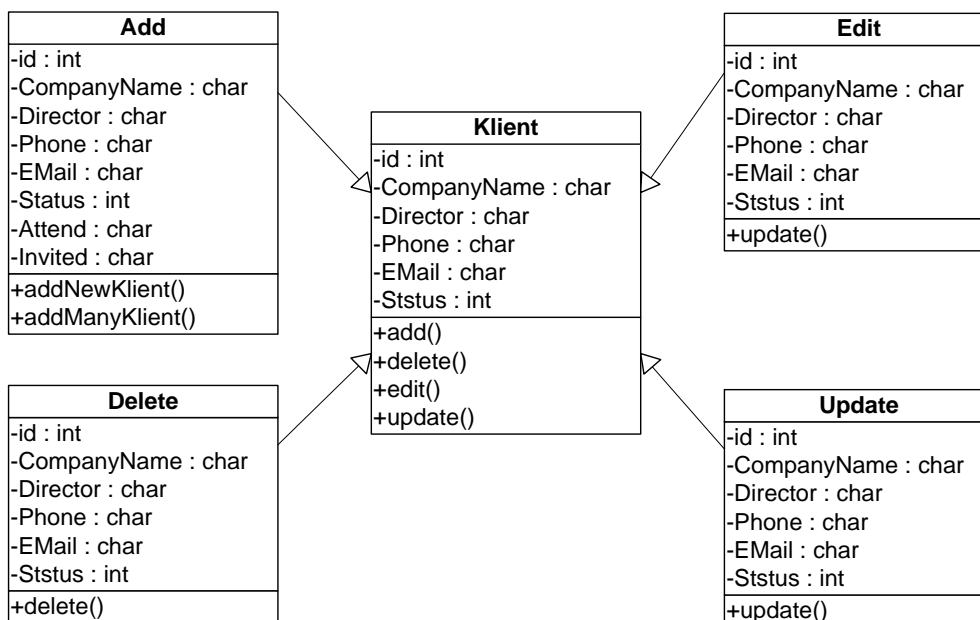 Add
-id : int
-CompanyName : char
-Director : char
-Phone : char
-EMail : char
-Status : int
-Attend : char
-Invited : char
+addNewKlient()
+addManyKlient()
Klient
-id : int
-CompanyName : char
-Director : char
-Phone : char
-EMail : char
-Ststus : int
+add()
+delete()
+edit()
+update()
Edit
-id : int
-CompanyName : char
-Director : char
-Phone : char
-EMail : char
-Ststus : int
+update()
Delete
-id : int
-CompanyName : char
-Director : char
-Phone : char
-EMail : char
-Ststus : int
+delete()
Update
-id : int
-CompanyName : char
-Director : char
-Phone : char
-EMail : char
-Ststus : int
+update()